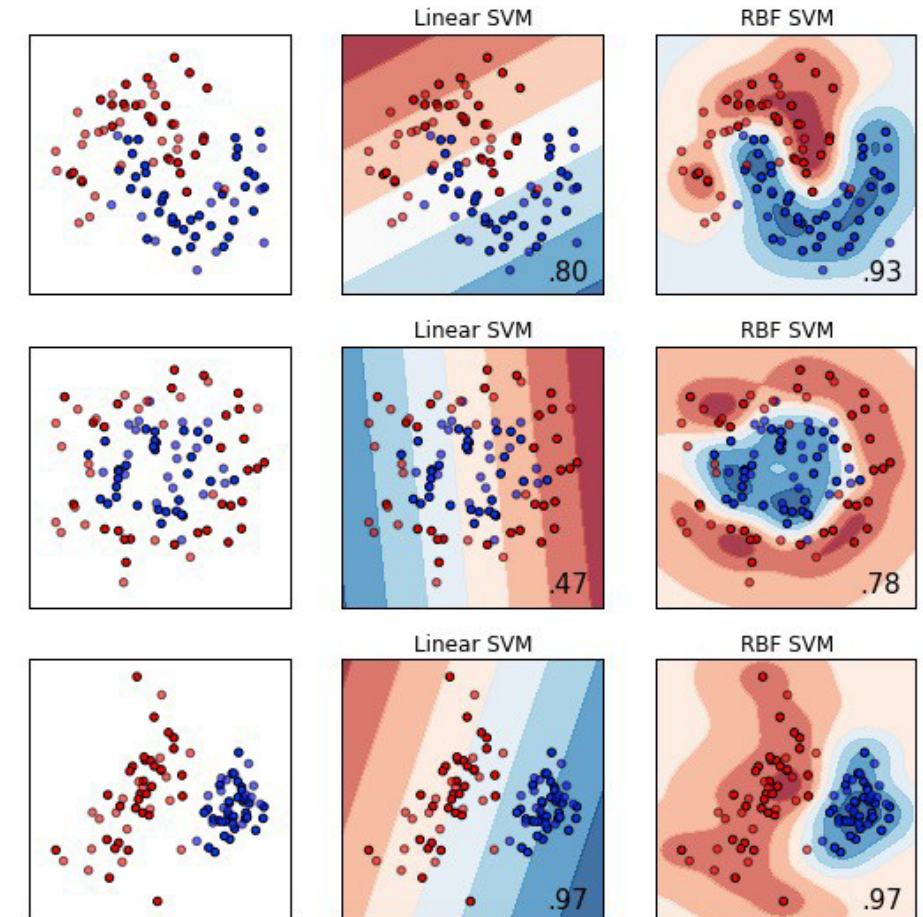 Linear SVM
RBF SVM
.80
.93
Linear SVM
RBF SVM
.47
.78
Linear SVM
RBF SVM
.97
.97